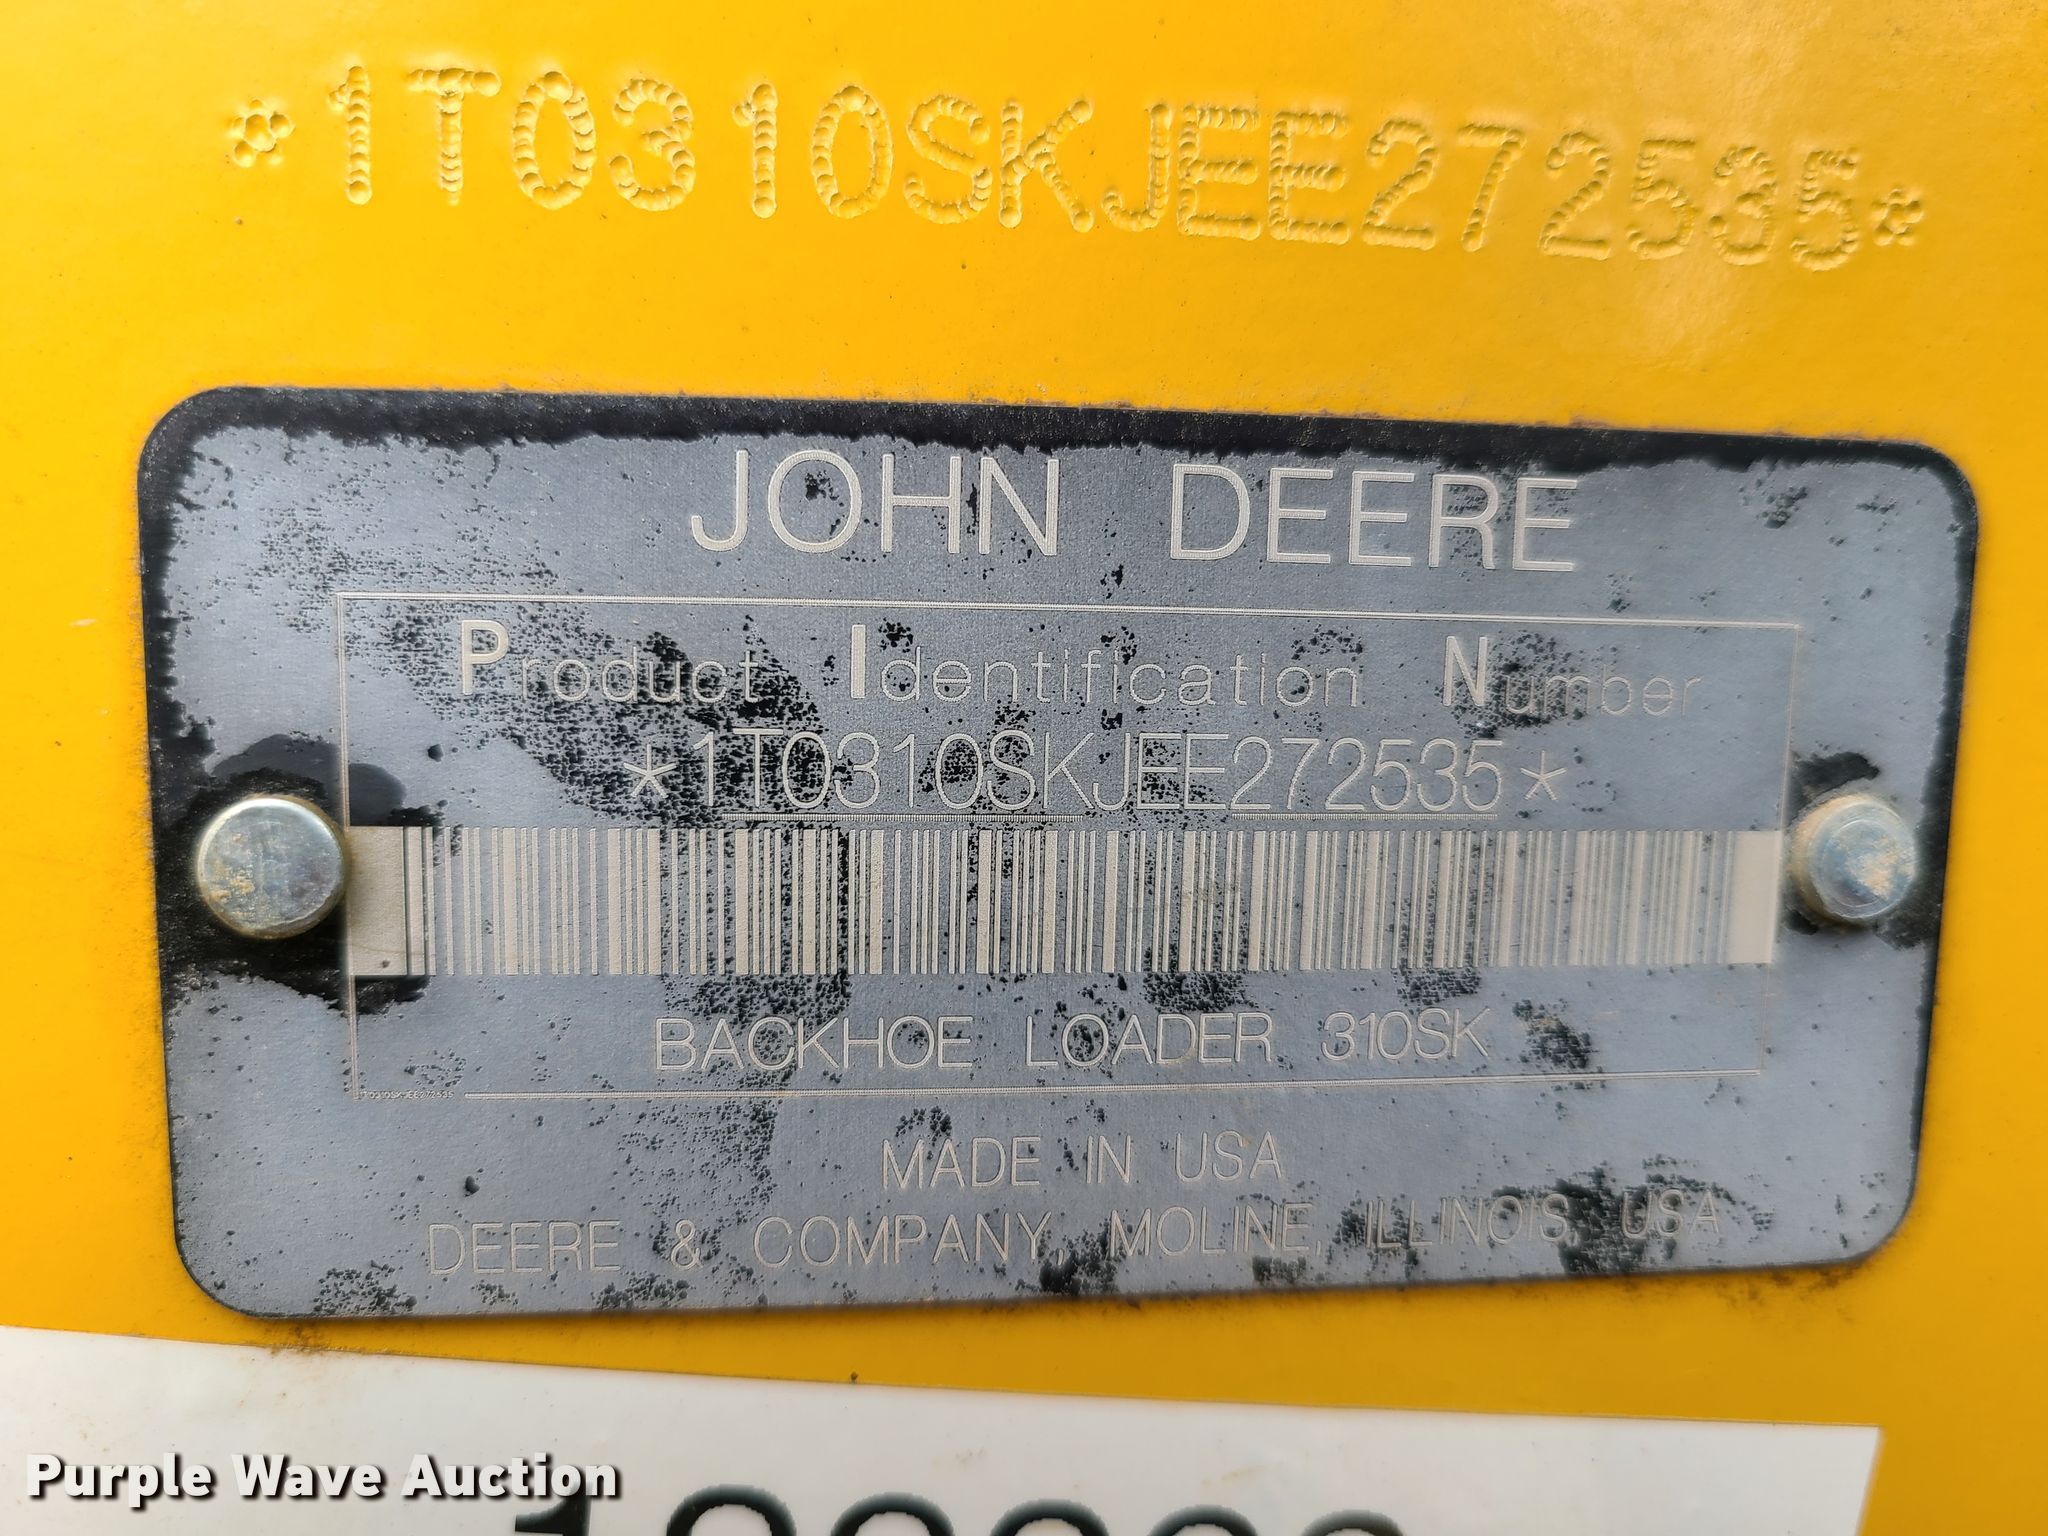 *1T0310SKJEE272535*
JOHN DEERE
Product Identification Number
*1T0310SKJEE272535*
BACKHOE LOADER 310SK
1T0310SKJEE272535
MADE IN USA
DEERE & COMPANY, MOLINE, ILLINOIS, USA
Purple Wave Auction